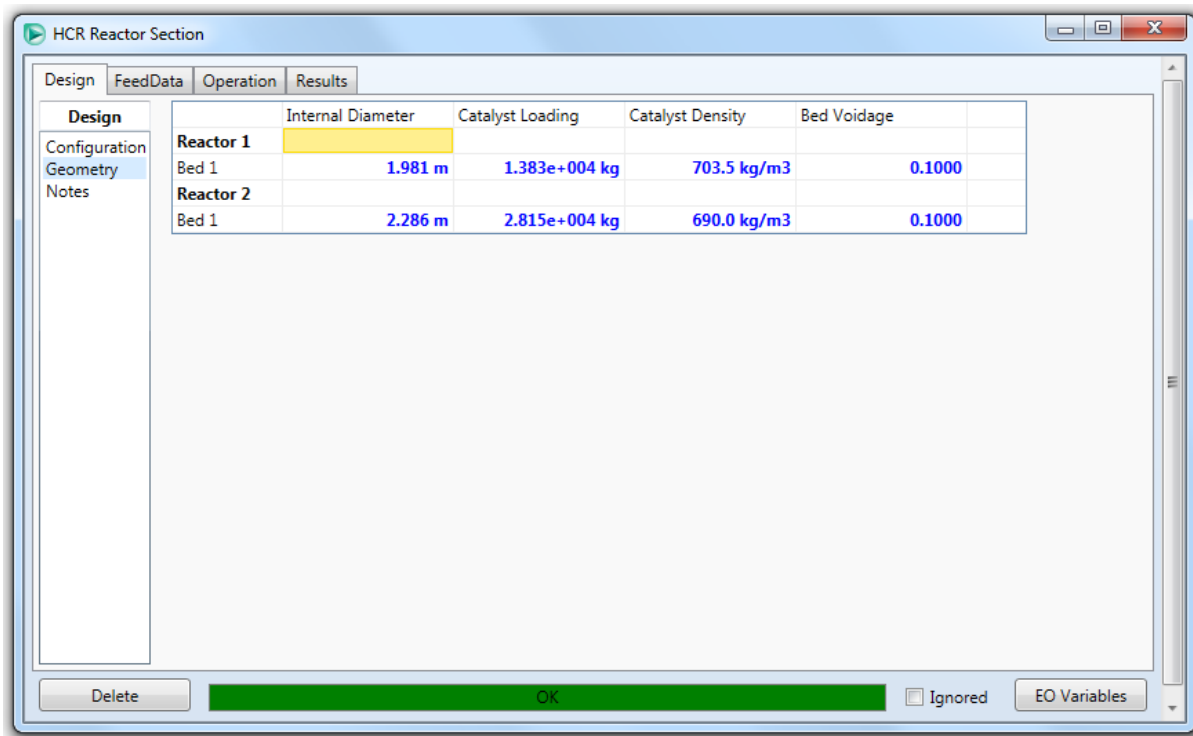 HCR Reactor Section
Design FeedData Operation Results
Design
Configuration
Geometry
Notes
Internal Diameter Catalyst Loading Catalyst Density Bed Voidage
Reactor 1
Bed 1 1.981 m 1.383e+004 kg 703.5 kg/m3 0.1000
Reactor 2
Bed 1 2.286 m 2.815e+004 kg 690.0 kg/m3 0.1000
Delete OK Ignored EO Variables